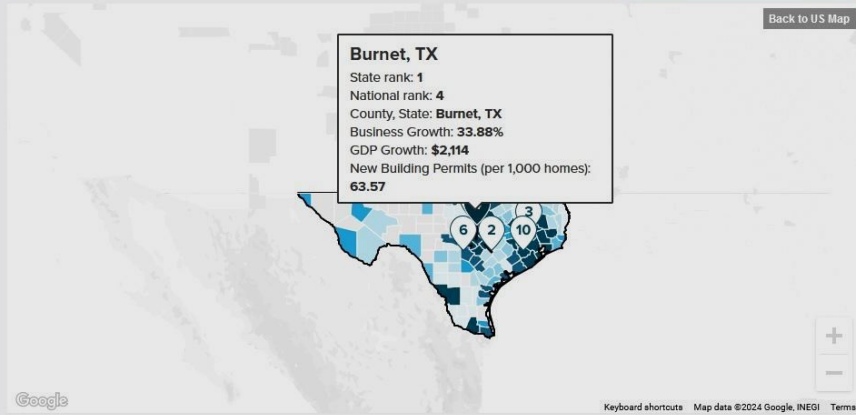 Back to US Map
Burnet, TX
State rank: 1
National rank: 4
County, State: Burnet, TX
Business Growth: 33.88%
GDP Growth: $2,114
New Building Permits (per 1,000 homes):
63.57
3
6 2 10
+
−
Google
Keyboard shortcuts Map data ©2024 Google, INEGI Terms